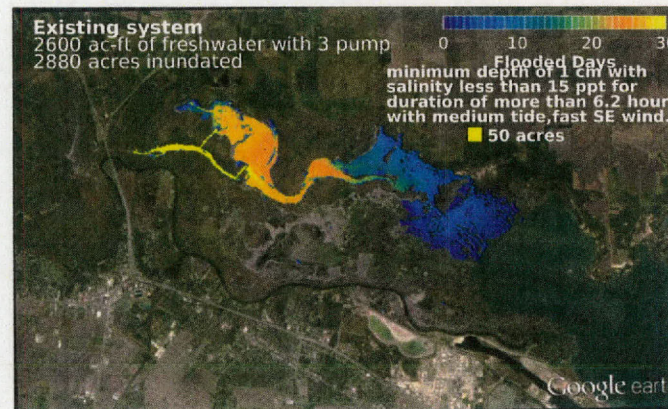 Existing system
2600 ac-ft of freshwater with 3 pump
2880 acres inundated
0 10 20 30
Flooded Days
minimum depth of 1 cm with
salinity less than 15 ppt for
duration of more than 6.2 hour
with medium tide,fast SE wind.
50 acres
Google eart